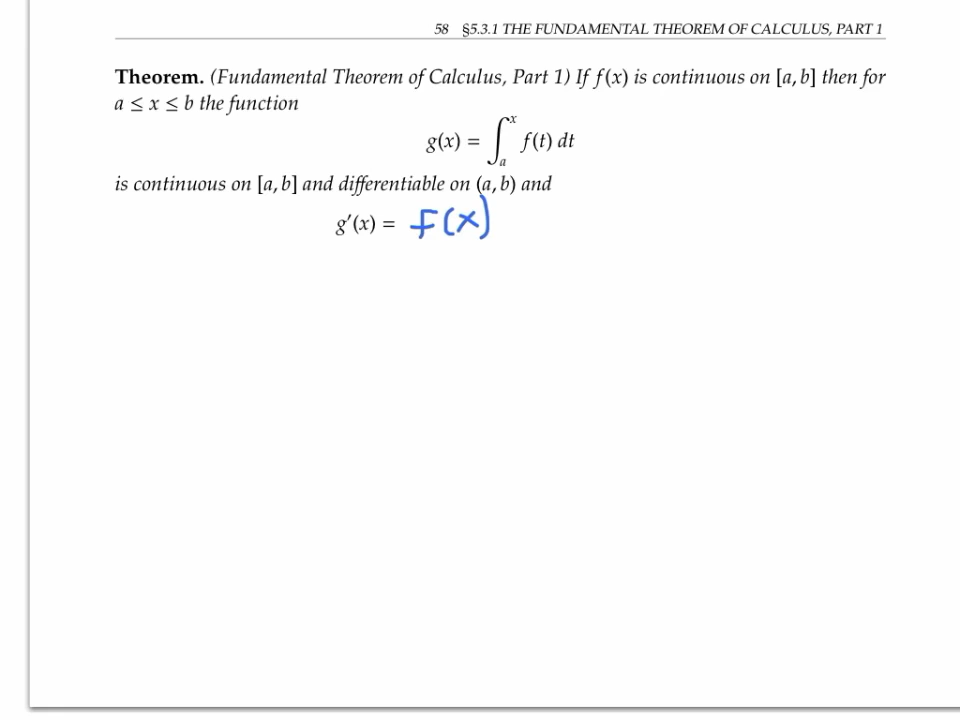 58 §5.3.1 THE FUNDAMENTAL THEOREM OF CALCULUS, PART 1
Theorem. (Fundamental Theorem of Calculus, Part 1) If f(x) is continuous on [a, b] then for
a ≤ x ≤ b the function
g(x) = ∫ₐˣ f(t) dt
is continuous on [a, b] and differentiable on (a, b) and
g′(x) = f(x)